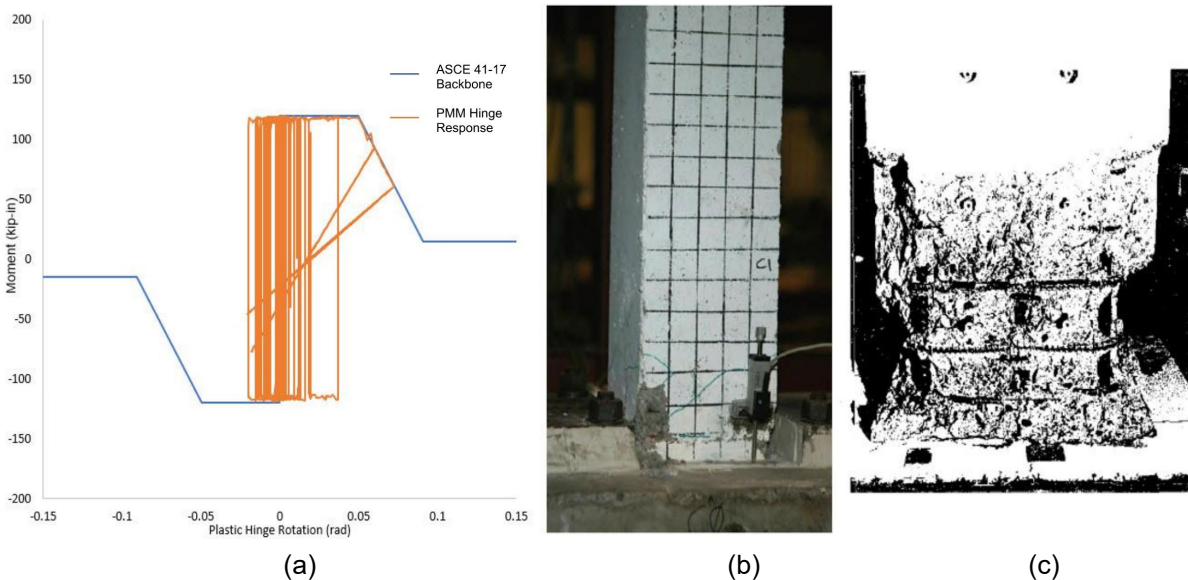 200
150
100
50
0
-50
-100
-150
-200
Moment (kip-in)
ASCE 41-17
Backbone
PMM Hinge
Response
-0.15
-0.1
-0.05
0
0.05
0.1
0.15
Plastic Hinge Rotation (rad)
C1
(a)
(b)
(c)